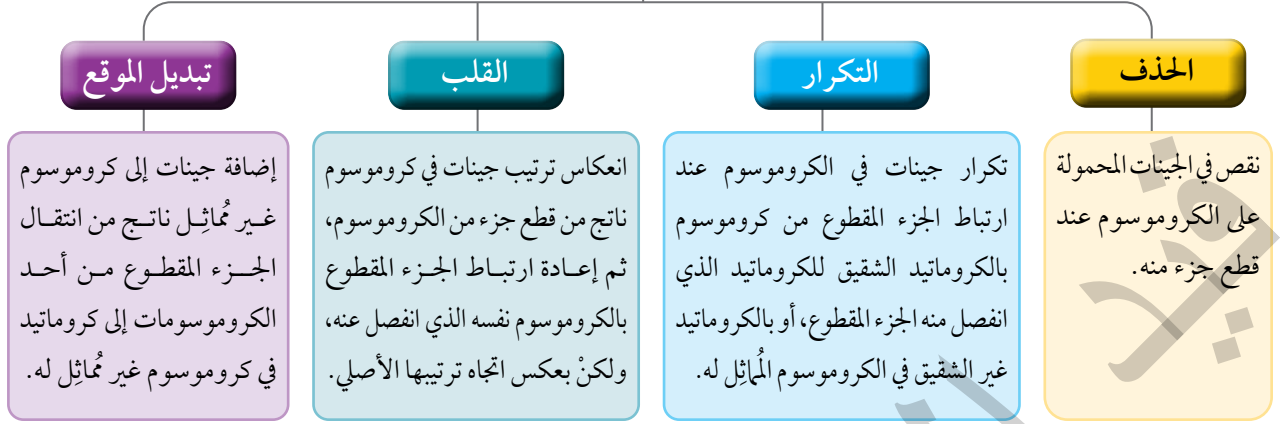 الحذف
نقص في الجينات المحمولة
على الكروموسوم عند
قطع جزء منه.
التكرار
تكرار جينات في الكروموسوم عند
ارتباط الجزء المقطوع من كروموسوم
بالكروماتيد الشقيق للكروماتيد الذي
انفصل منه الجزء المقطوع، أو بالكروماتيد
غير الشقيق في الكروموسوم المُماثِل له.
القلب
انعكاس ترتيب جينات في كروموسوم
ناتج من قطع جزء من الكروموسوم،
ثم إعادة ارتباط الجزء المقطوع
بالكروموسوم نفسه الذي انفصل عنه،
ولكنْ بعكس اتجاه ترتيبها الأصلي.
تبديل الموقع
إضافة جينات إلى كروموسوم
غير مُماثِل ناتج من انتقال
الجزء المقطوع من أحد
الكروموسومات إلى كروماتيد
في كروموسوم غير مُماثِل له.